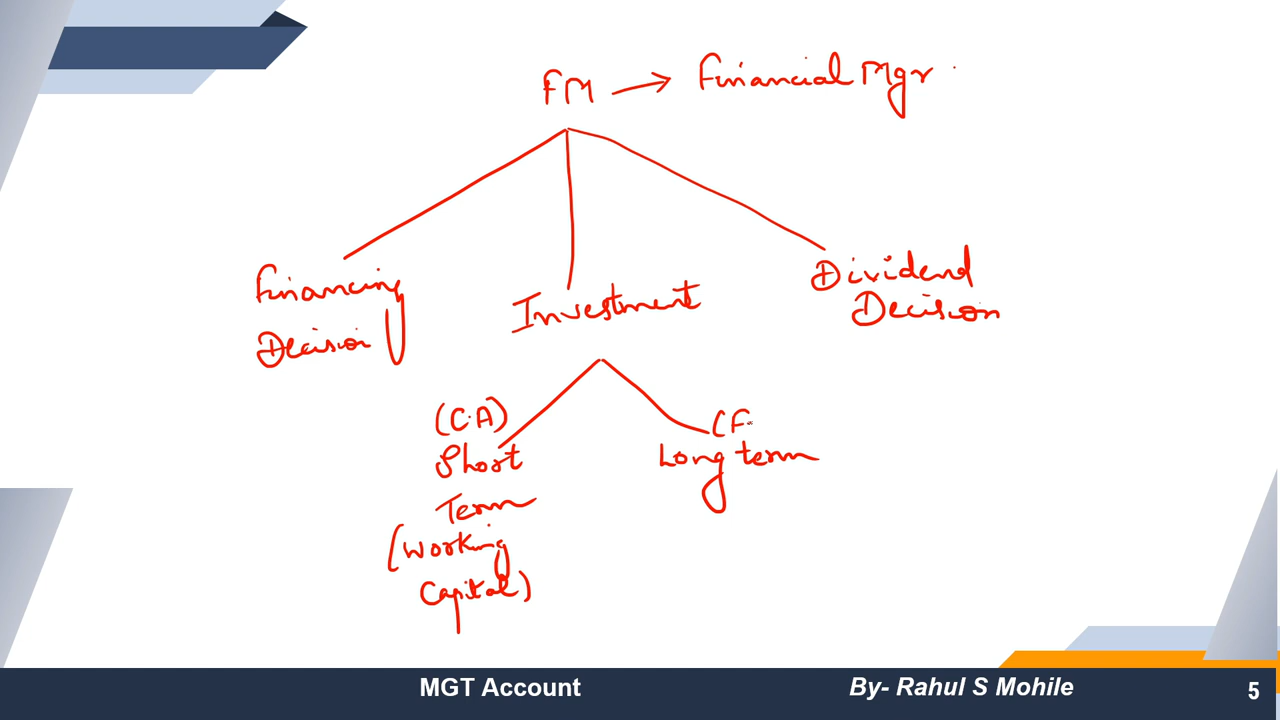 FM → Financial Mgr
Financing
Decision
Investment
Dividend
Decision
(C.A)
Short
Term
(Working
Capital)
(F
Long term
MGT Account
By- Rahul S Mohile
5